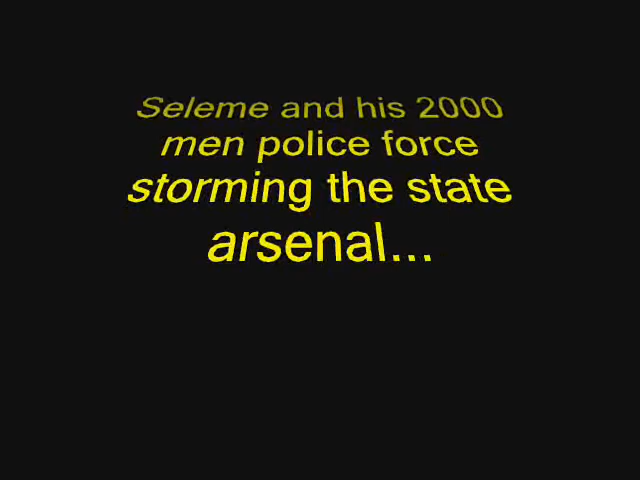 Seleme and his 2000
men police force
storming the state
arsenal...